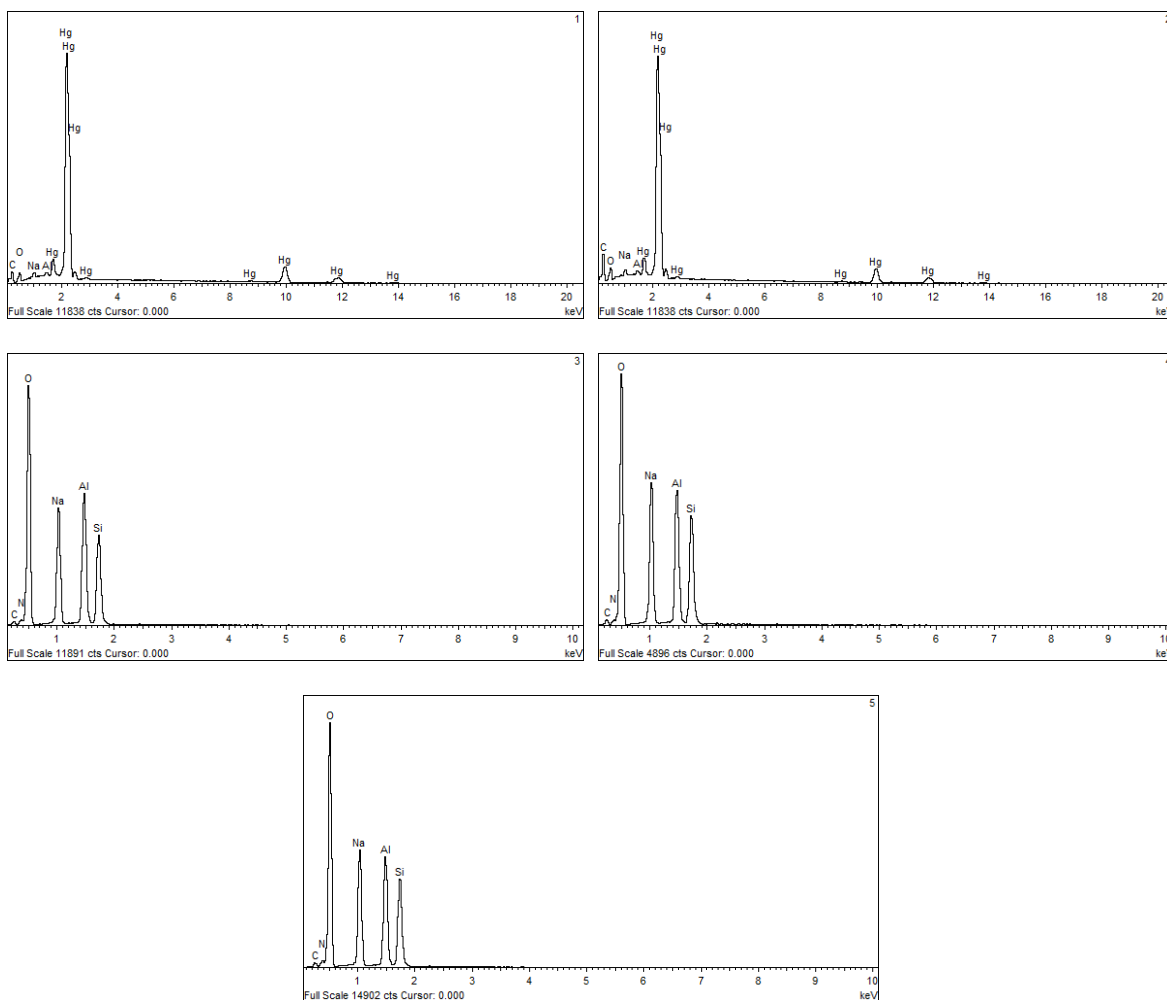 1
Hg
Hg
Hg
O
C
Na
Al
Hg
Hg
Hg
Hg
Hg
Hg
2 4 6 8 10 12 14 16 18 20
Full Scale 11838 cts Cursor: 0.000 keV
Hg
Hg
Hg
C
O
Na
Hg
Hg
Hg
Hg
Hg
Hg
2 4 6 8 10 12 14 16 18 20
Full Scale 11838 cts Cursor: 0.000
3
O
Na
Al
Si
N
C
1 2 3 4 5 6 7 8 9 10
Full Scale 11891 cts Cursor: 0.000 keV
O
Na
Al
Si
N
C
1 2 3 4 5 6 7 8 9 10
Full Scale 4896 cts Cursor: 0.000
5
O
Na
Al
Si
N
C
1 2 3 4 5 6 7 8 9 10
Full Scale 14902 cts Cursor: 0.000 keV